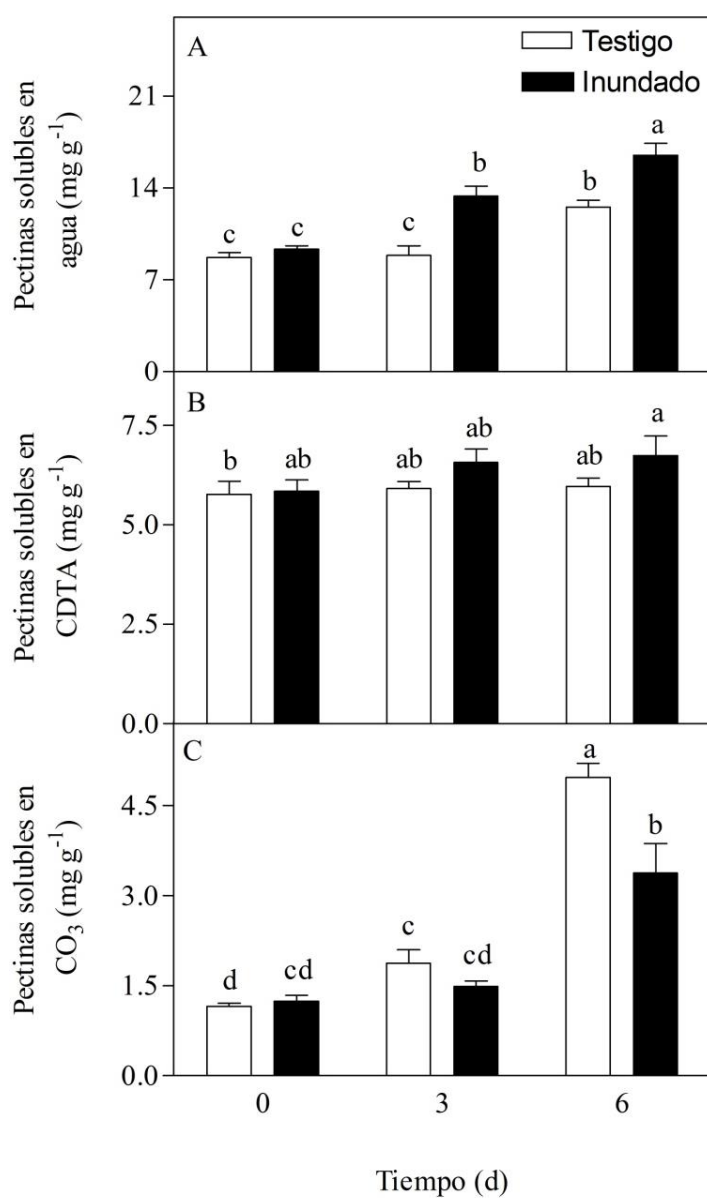 A
Testigo
Inundado
Pectinas solubles en
agua (mg g⁻¹)
21
14
7
0
c
c
c
b
b
a
B
Pectinas solubles en
CDTA (mg g⁻¹)
7.5
5.0
2.5
0.0
b
ab
ab
ab
ab
a
C
Pectinas solubles en
CO₃ (mg g⁻¹)
4.5
3.0
1.5
0.0
d
cd
c
cd
a
b
0
3
6
Tiempo (d)